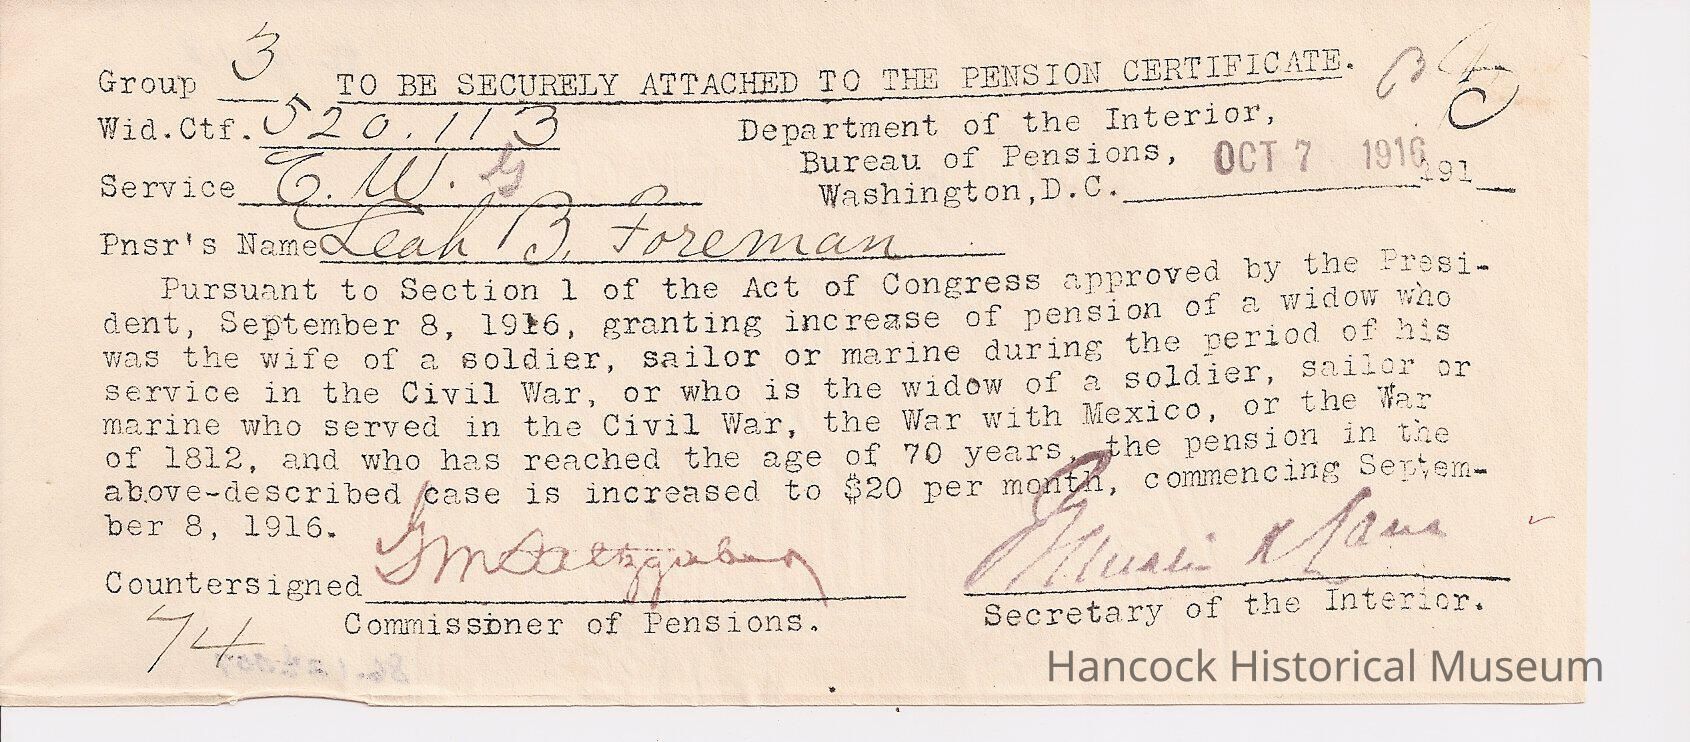 Group 3. TO BE SECURELY ATTACHED TO THE PENSION CERTIFICATE.
Wid.Ctf. 520.113 Department of the Interior,
Bureau of Pensions, OCT 7 1916
Service C.W. Washington, D.C. 191
Pnsr's Name Leah B. Foreman
Pursuant to Section 1 of the Act of Congress approved by the Presi-
dent, September 8, 1916, granting increase of pension of a widow who
was the wife of a soldier, sailor or marine during the period of his
service in the Civil War, or who is the widow of a soldier, sailor or
marine who served in the Civil War, the War with Mexico, or the War
of 1812, and who has reached the age of 70 years, the pension in the
above-described case is increased to $20 per month, commencing Septem-
ber 8, 1916.
G M Saltzgaber Franklin K Lane
Countersigned
Commissioner of Pensions. Secretary of the Interior.
74
Hancock Historical Museum